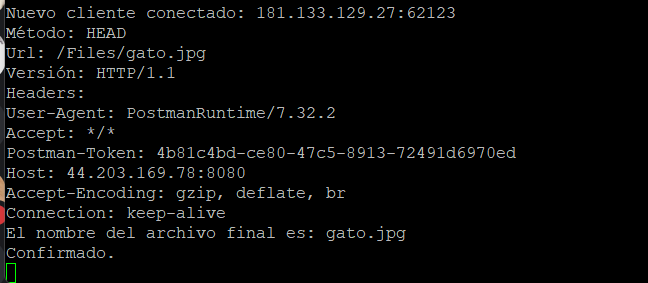 Nuevo cliente conectado: 181.133.129.27:62123
Método: HEAD
Url: /Files/gato.jpg
Versión: HTTP/1.1
Headers:
User-Agent: PostmanRuntime/7.32.2
Accept: */*
Postman-Token: 4b81c4bd-ce80-47c5-8913-72491d6970ed
Host: 44.203.169.78:8080
Accept-Encoding: gzip, deflate, br
Connection: keep-alive
El nombre del archivo final es: gato.jpg
Confirmado.